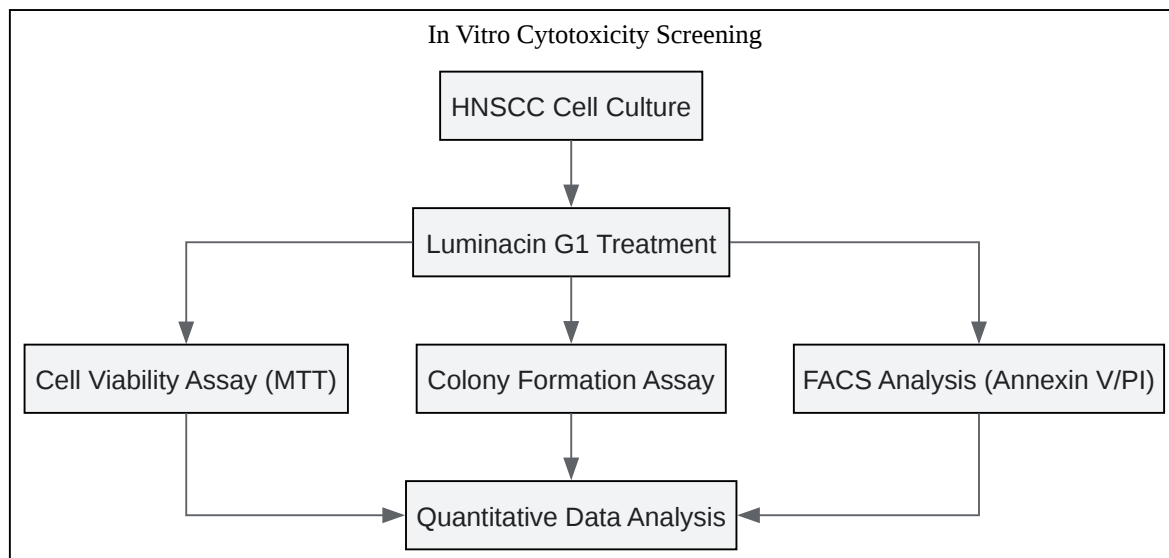 In Vitro Cytotoxicity Screening
HNSCC Cell Culture
Luminacin G1 Treatment
Cell Viability Assay (MTT)
Colony Formation Assay
FACS Analysis (Annexin V/PI)
Quantitative Data Analysis